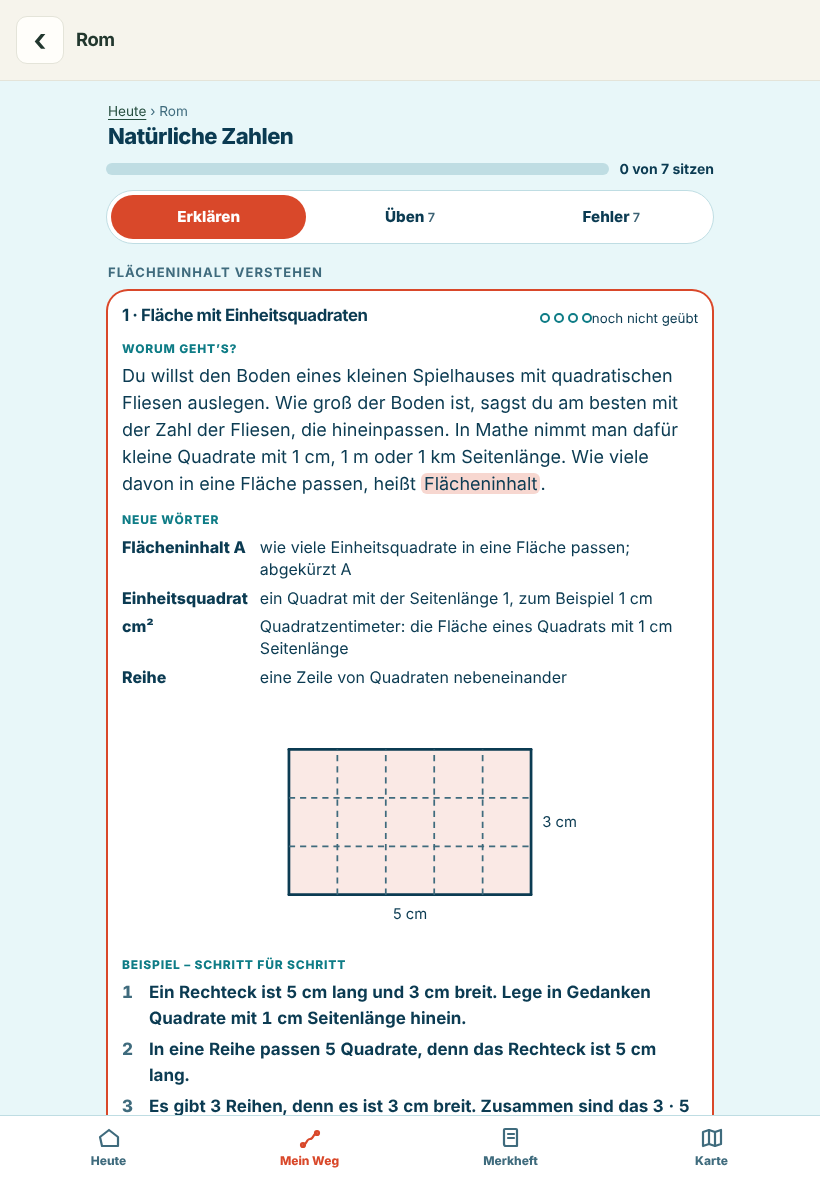 Rom
Heute › Rom
Natürliche Zahlen
0 von 7 sitzen
Erklären
Üben 7
Fehler 7
FLÄCHENINHALT VERSTEHEN
1 · Fläche mit Einheitsquadraten
noch nicht geübt
WORUM GEHT’S?
Du willst den Boden eines kleinen Spielhauses mit quadratischen
Fliesen auslegen. Wie groß der Boden ist, sagst du am besten mit
der Zahl der Fliesen, die hineinpassen. In Mathe nimmt man dafür
kleine Quadrate mit 1 cm, 1 m oder 1 km Seitenlänge. Wie viele
davon in eine Fläche passen, heißt Flächeninhalt.
NEUE WÖRTER
Flächeninhalt A wie viele Einheitsquadrate in eine Fläche passen;
abgekürzt A
Einheitsquadrat ein Quadrat mit der Seitenlänge 1, zum Beispiel 1 cm
cm² Quadratzentimeter: die Fläche eines Quadrats mit 1 cm
Seitenlänge
Reihe eine Zeile von Quadraten nebeneinander
3 cm
5 cm
BEISPIEL – SCHRITT FÜR SCHRITT
1 Ein Rechteck ist 5 cm lang und 3 cm breit. Lege in Gedanken
Quadrate mit 1 cm Seitenlänge hinein.
2 In eine Reihe passen 5 Quadrate, denn das Rechteck ist 5 cm
lang.
3 Es gibt 3 Reihen, denn es ist 3 cm breit. Zusammen sind das 3 · 5
Heute
Mein Weg
Merkheft
Karte